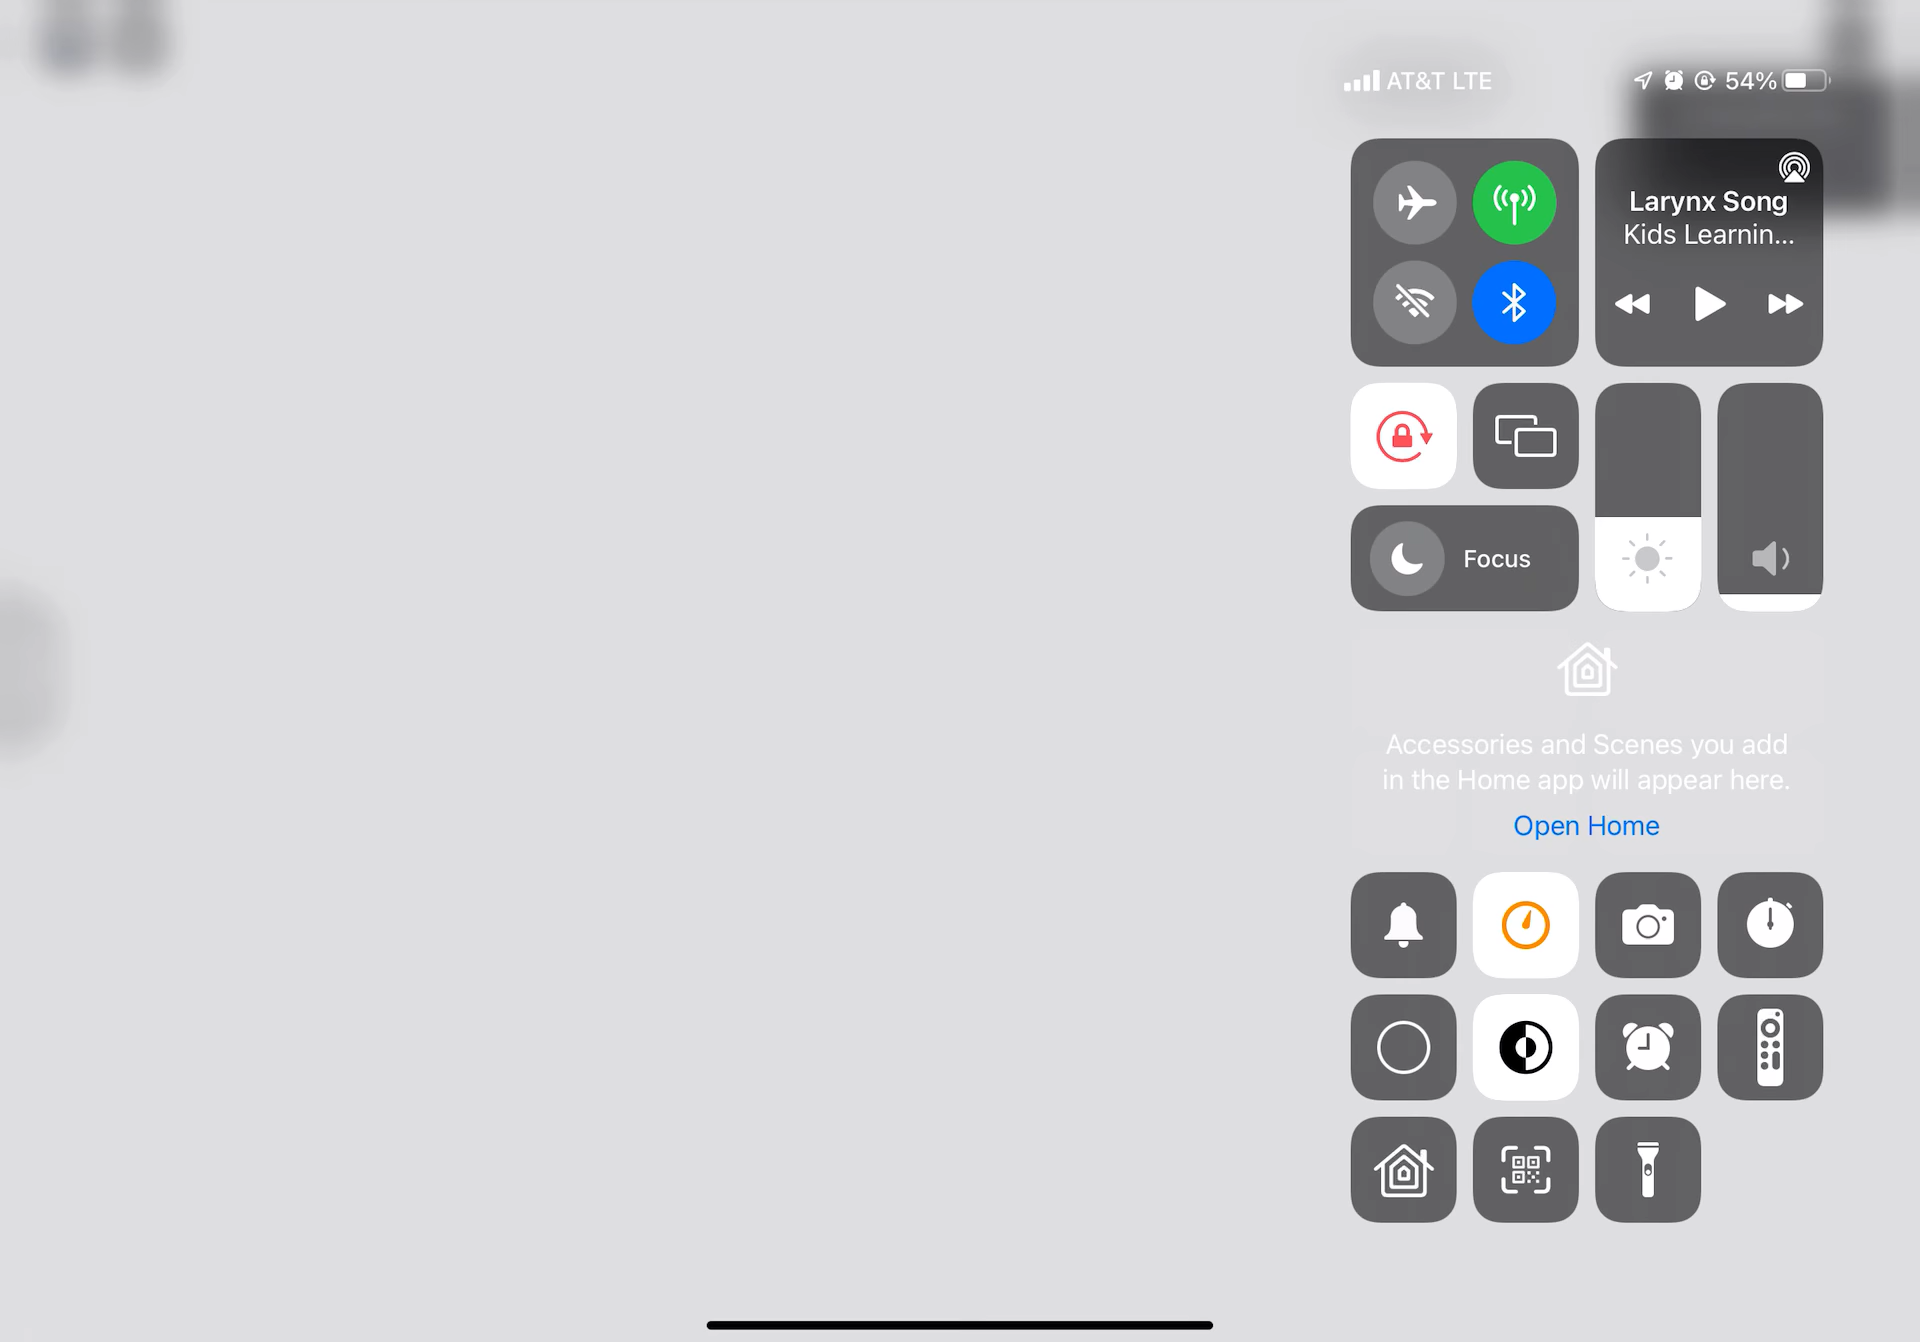 AT&T LTE
54%
Larynx Song
Kids Learnin...
Focus
Accessories and Scenes you add
in the Home app will appear here.
Open Home